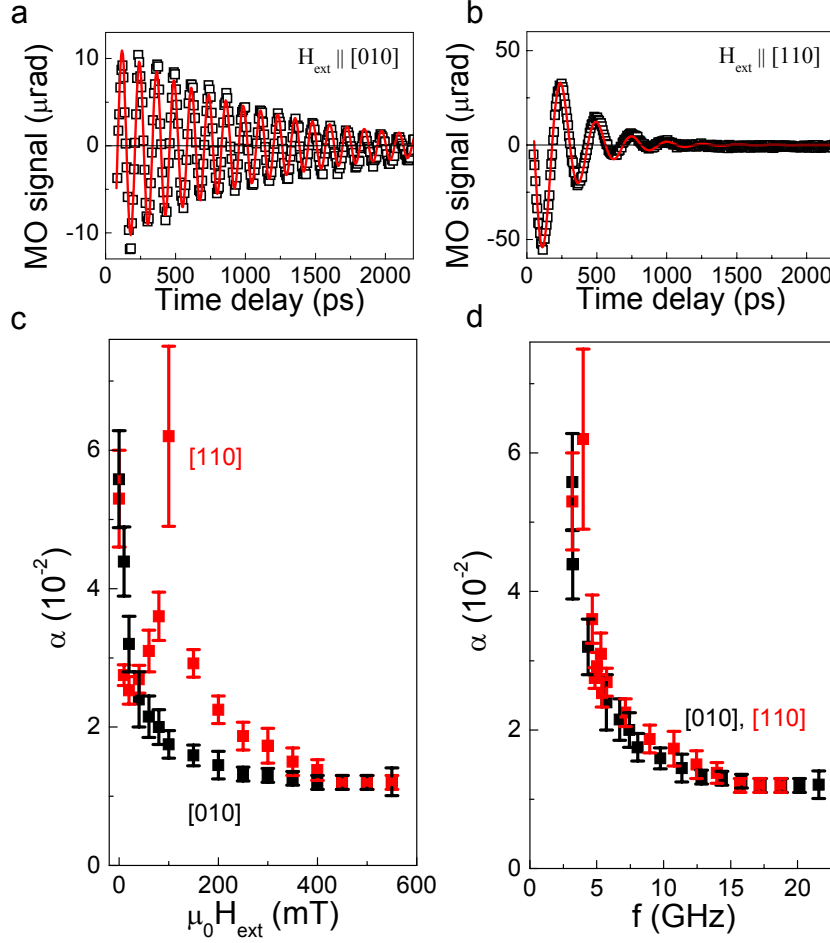 a
b
10
0
-10
MO signal (μrad)
H_ext || [010]
0 500 1000 1500 2000
Time delay (ps)
50
0
-50
MO signal (μrad)
H_ext || [110]
0 500 1000 1500 2000
Time delay (ps)
c
d
6
4
2
0
α (10⁻²)
[110]
[010]
0 200 400 600
μ₀H_ext (mT)
6
4
2
0
α (10⁻²)
[010], [110]
0 5 10 15 20
f (GHz)